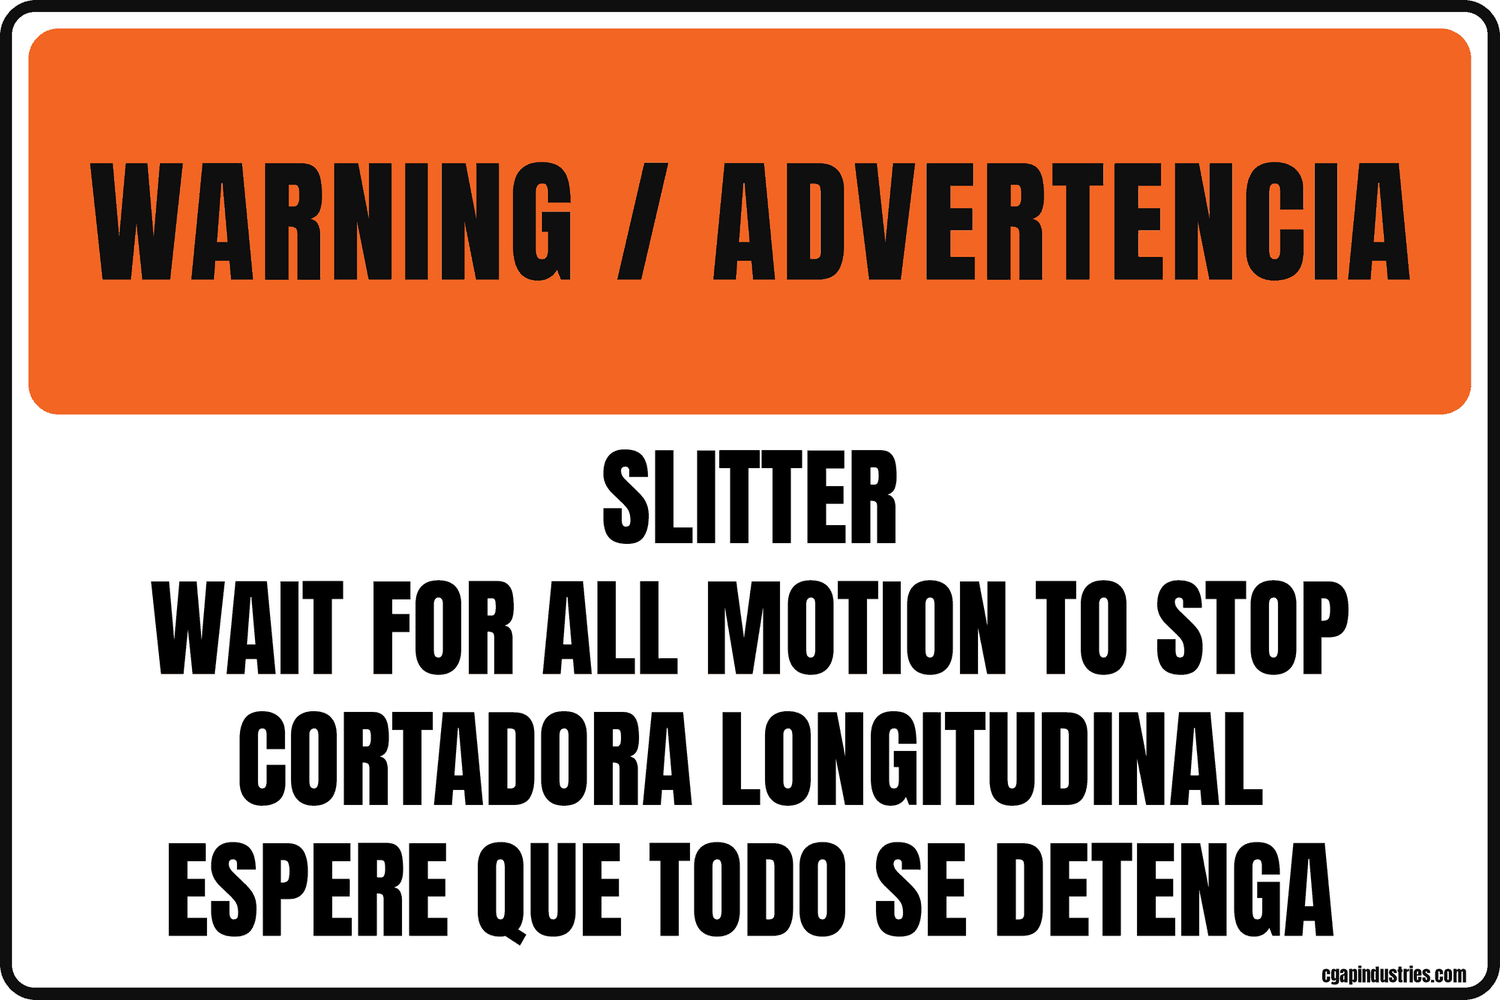 WARNING / ADVERTENCIA
SLITTER
WAIT FOR ALL MOTION TO STOP
CORTADORA LONGITUDINAL
ESPERE QUE TODO SE DETENGA
cgapindustries.com